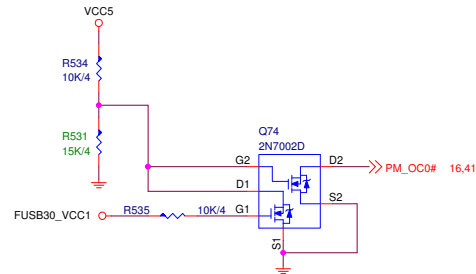 VCC5
R534
10K/4
R531
15K/4
Q74
2N7002D
G2
D2
PM_OC0# 16,41
D1
S2
FUSB30_VCC1
R535
10K/4
G1
S1